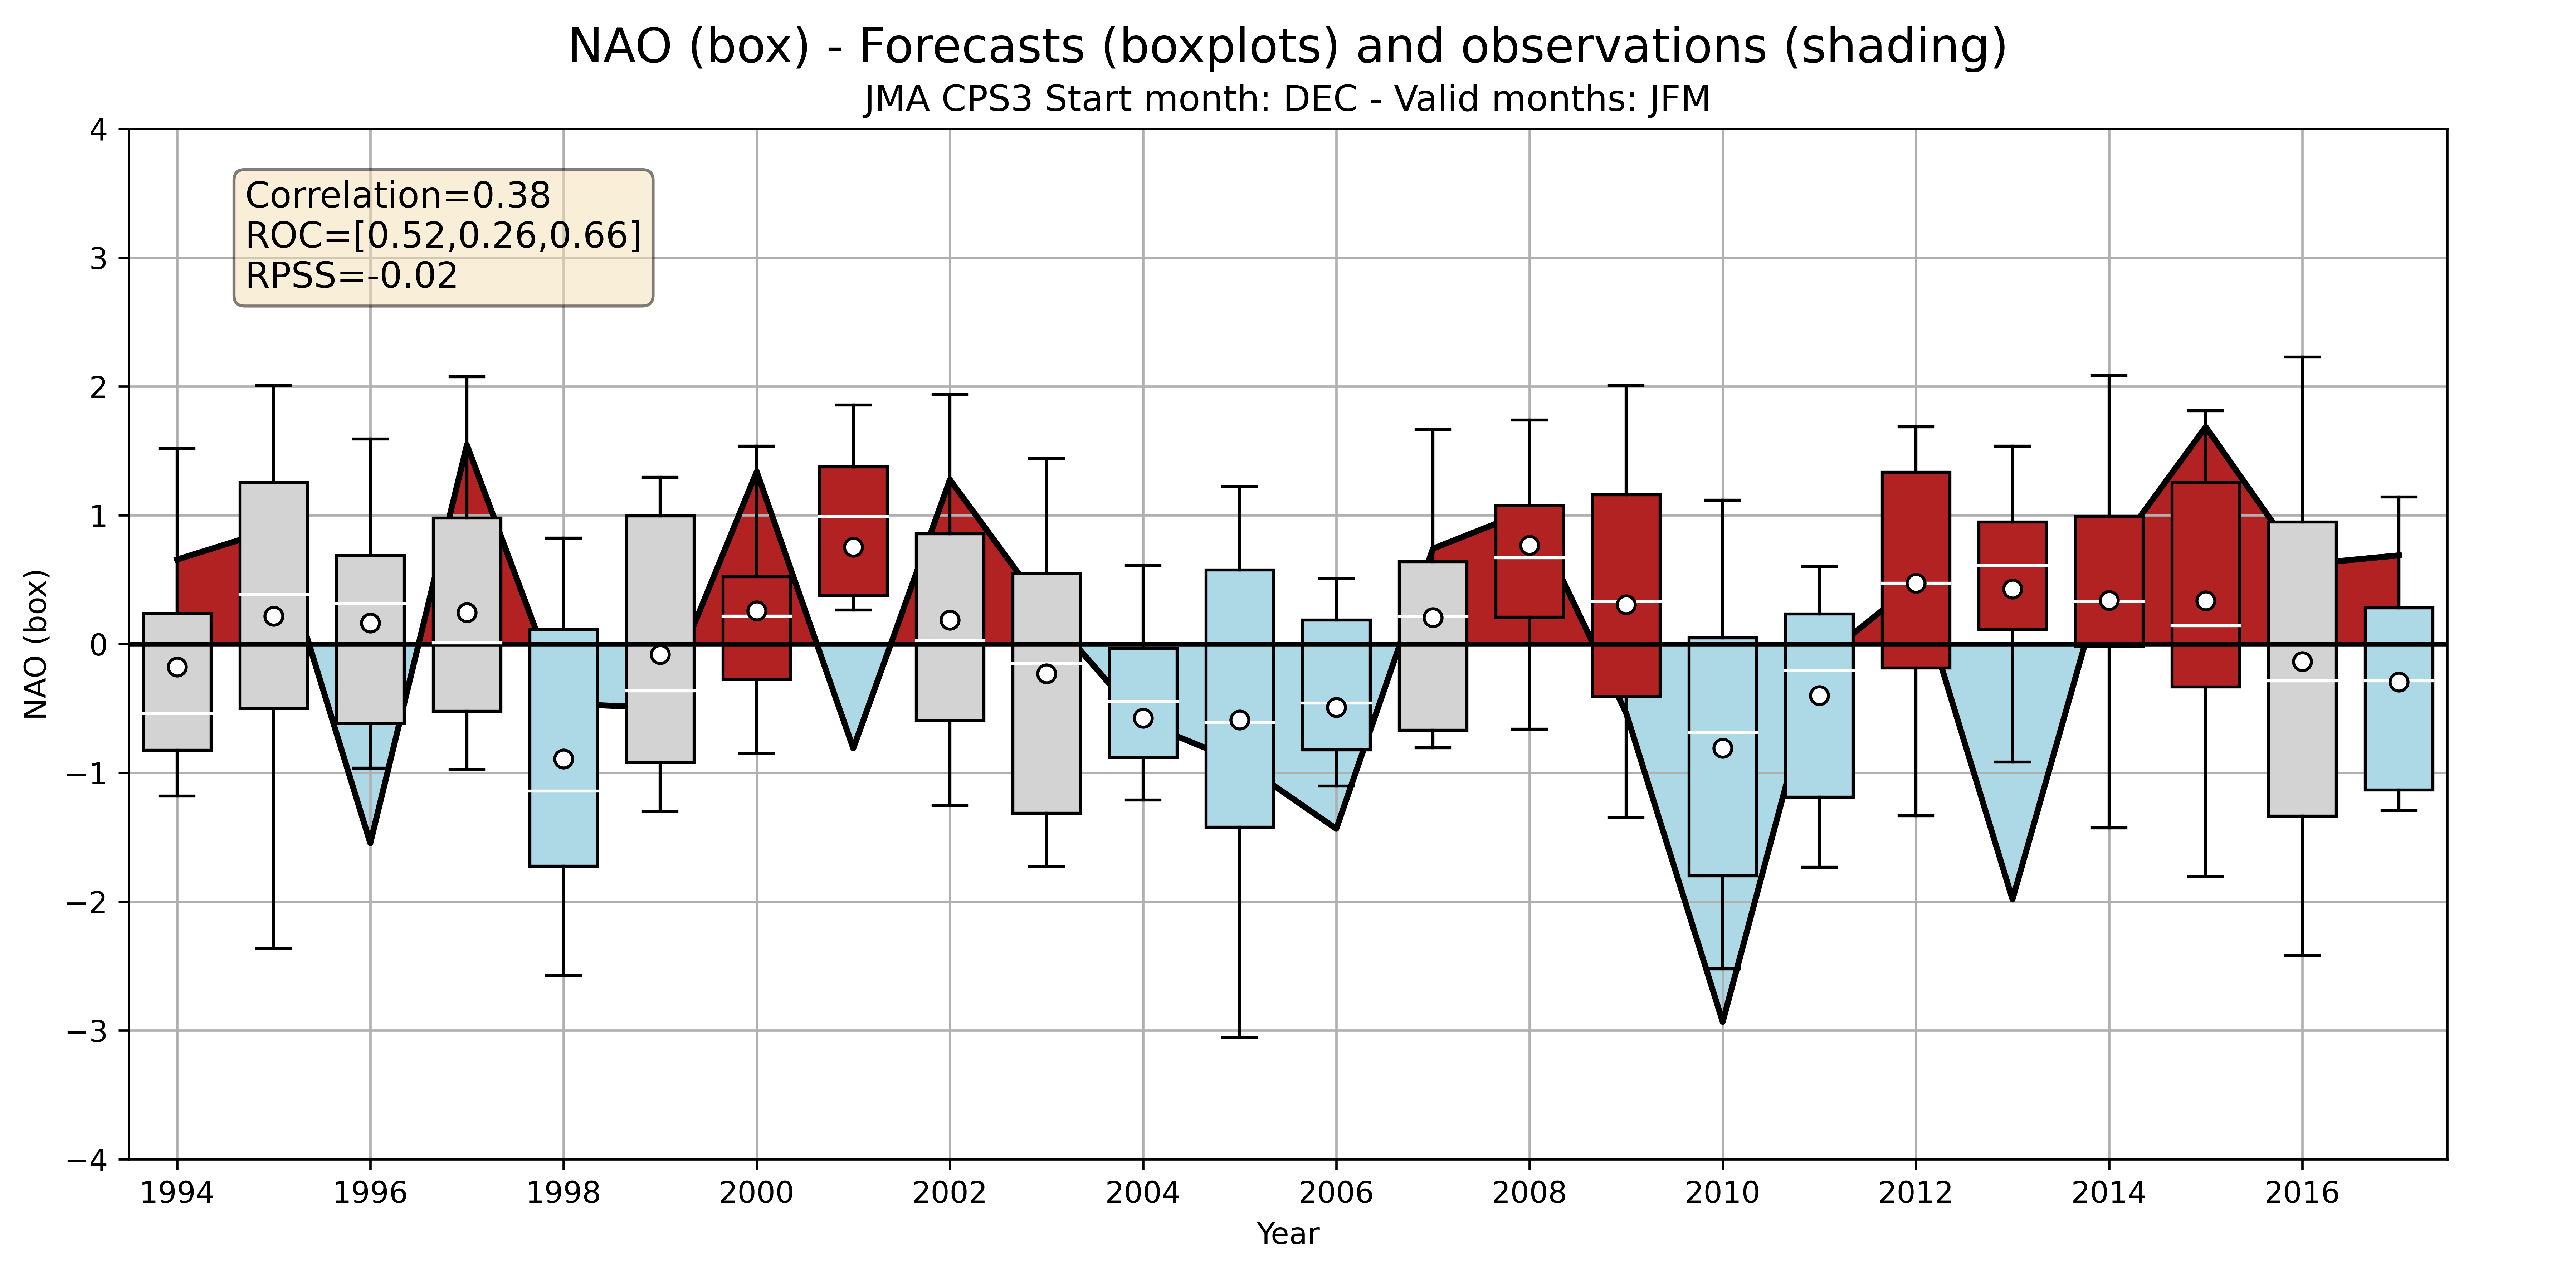 NAO (box) - Forecasts (boxplots) and observations (shading)
JMA CPS3 Start month: DEC - Valid months: JFM
Correlation=0.38
ROC=[0.52,0.26,0.66]
RPSS=-0.02
NAO (box)
4
3
2
1
0
−1
−2
−3
−4
1994 1996 1998 2000 2002 2004 2006 2008 2010 2012 2014 2016
Year